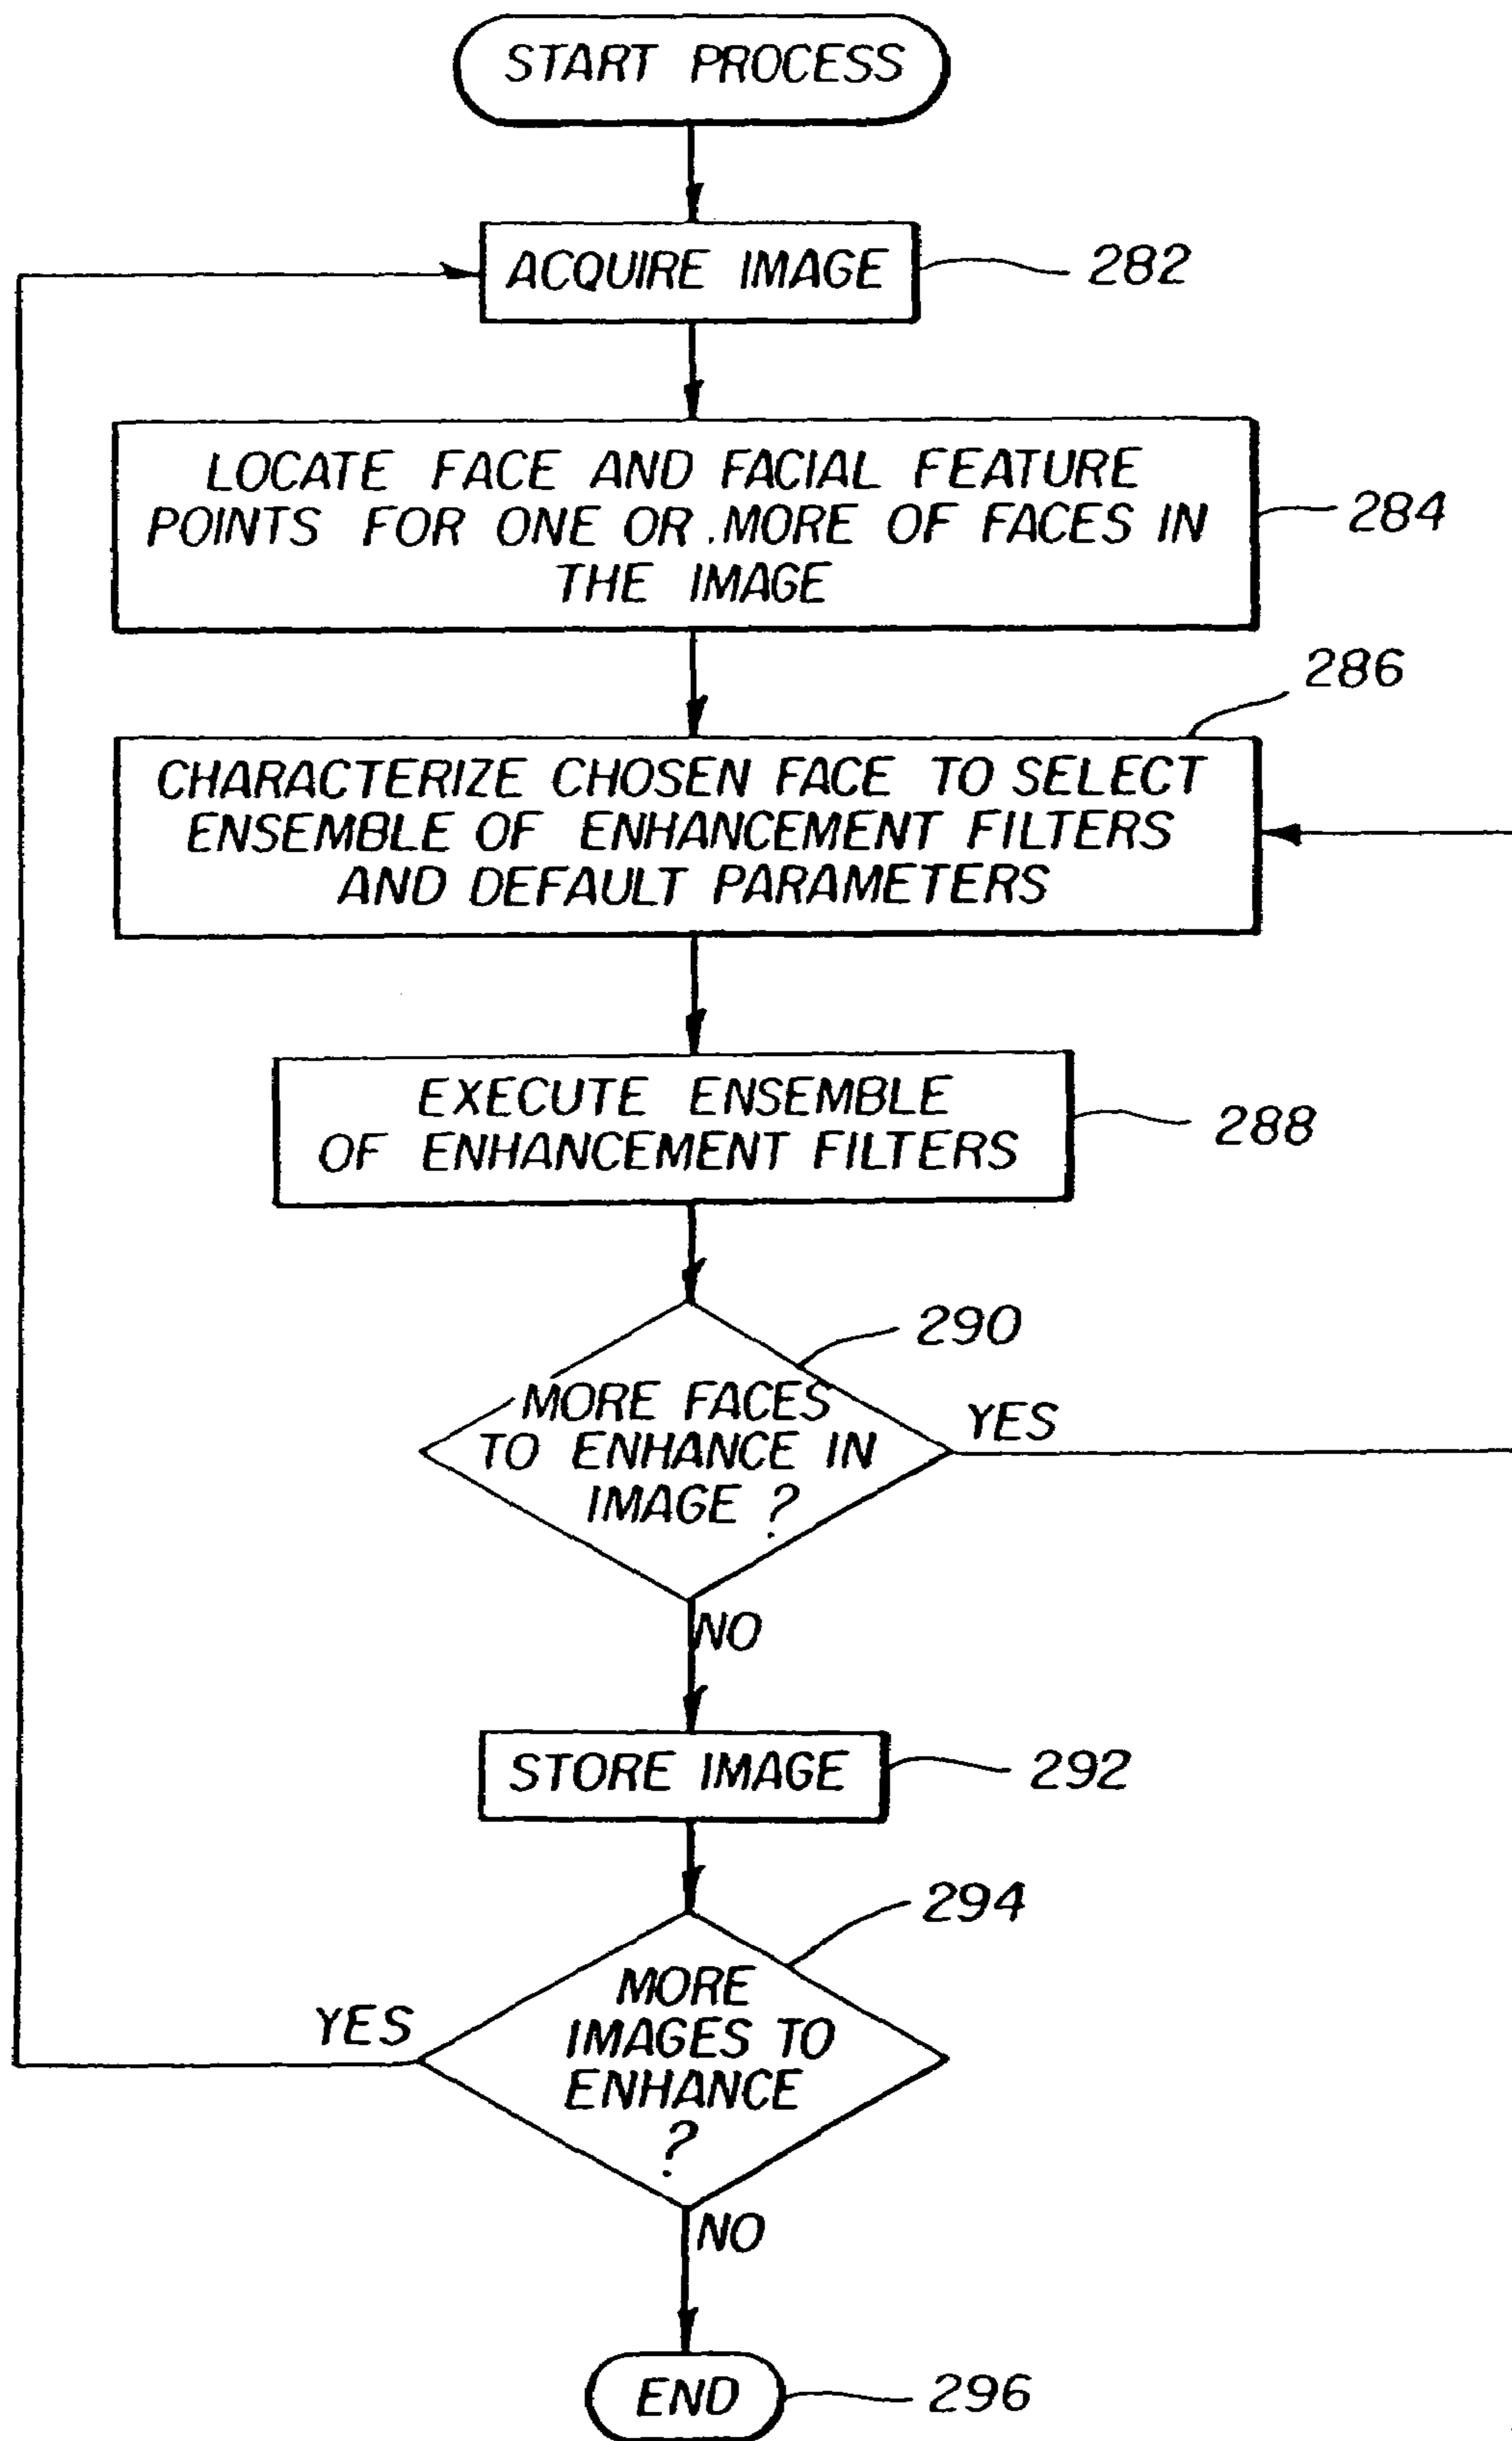 START PROCESS
ACQUIRE IMAGE
282
LOCATE FACE AND FACIAL FEATURE
POINTS FOR ONE OR .MORE OF FACES IN
THE IMAGE
284
286
CHARACTERIZE CHOSEN FACE TO SELECT
ENSEMBLE OF ENHANCEMENT FILTERS
AND DEFAULT PARAMETERS
EXECUTE ENSEMBLE
OF ENHANCEMENT FILTERS
288
290
MORE FACES
TO ENHANCE IN
IMAGE ?
YES
NO
STORE IMAGE
292
294
MORE
IMAGES TO
ENHANCE
?
YES
NO
END
296